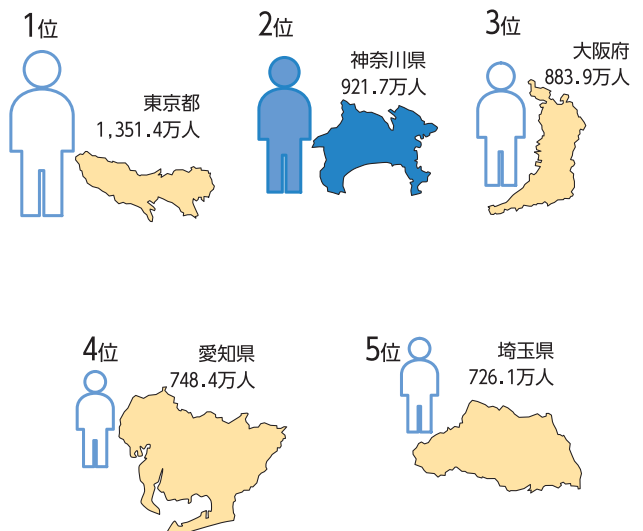 1位
東京都
1,351.4万人
2位
神奈川県
921.7万人
3位
大阪府
883.9万人
4位
愛知県
748.4万人
5位
埼玉県
726.1万人